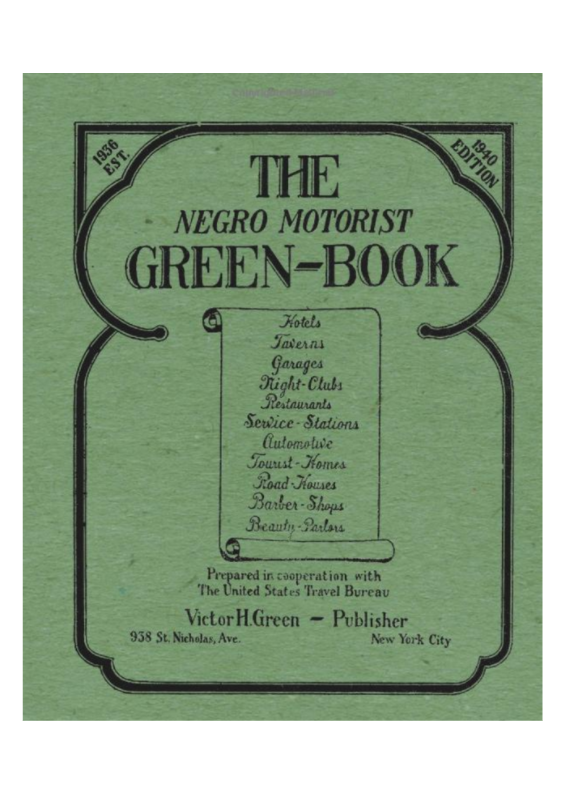 1936
EST.
1940
EDITION
THE
NEGRO MOTORIST
GREEN-BOOK
Hotels
Taverns
Garages
Night-Clubs
Restaurants
Service-Stations
Automotive
Tourist-Homes
Road-Houses
Barber-Shops
Beauty-Parlors
Prepared in cooperation with
The United States Travel Bureau
Victor H. Green — Publisher
938 St. Nicholas, Ave.
New York City